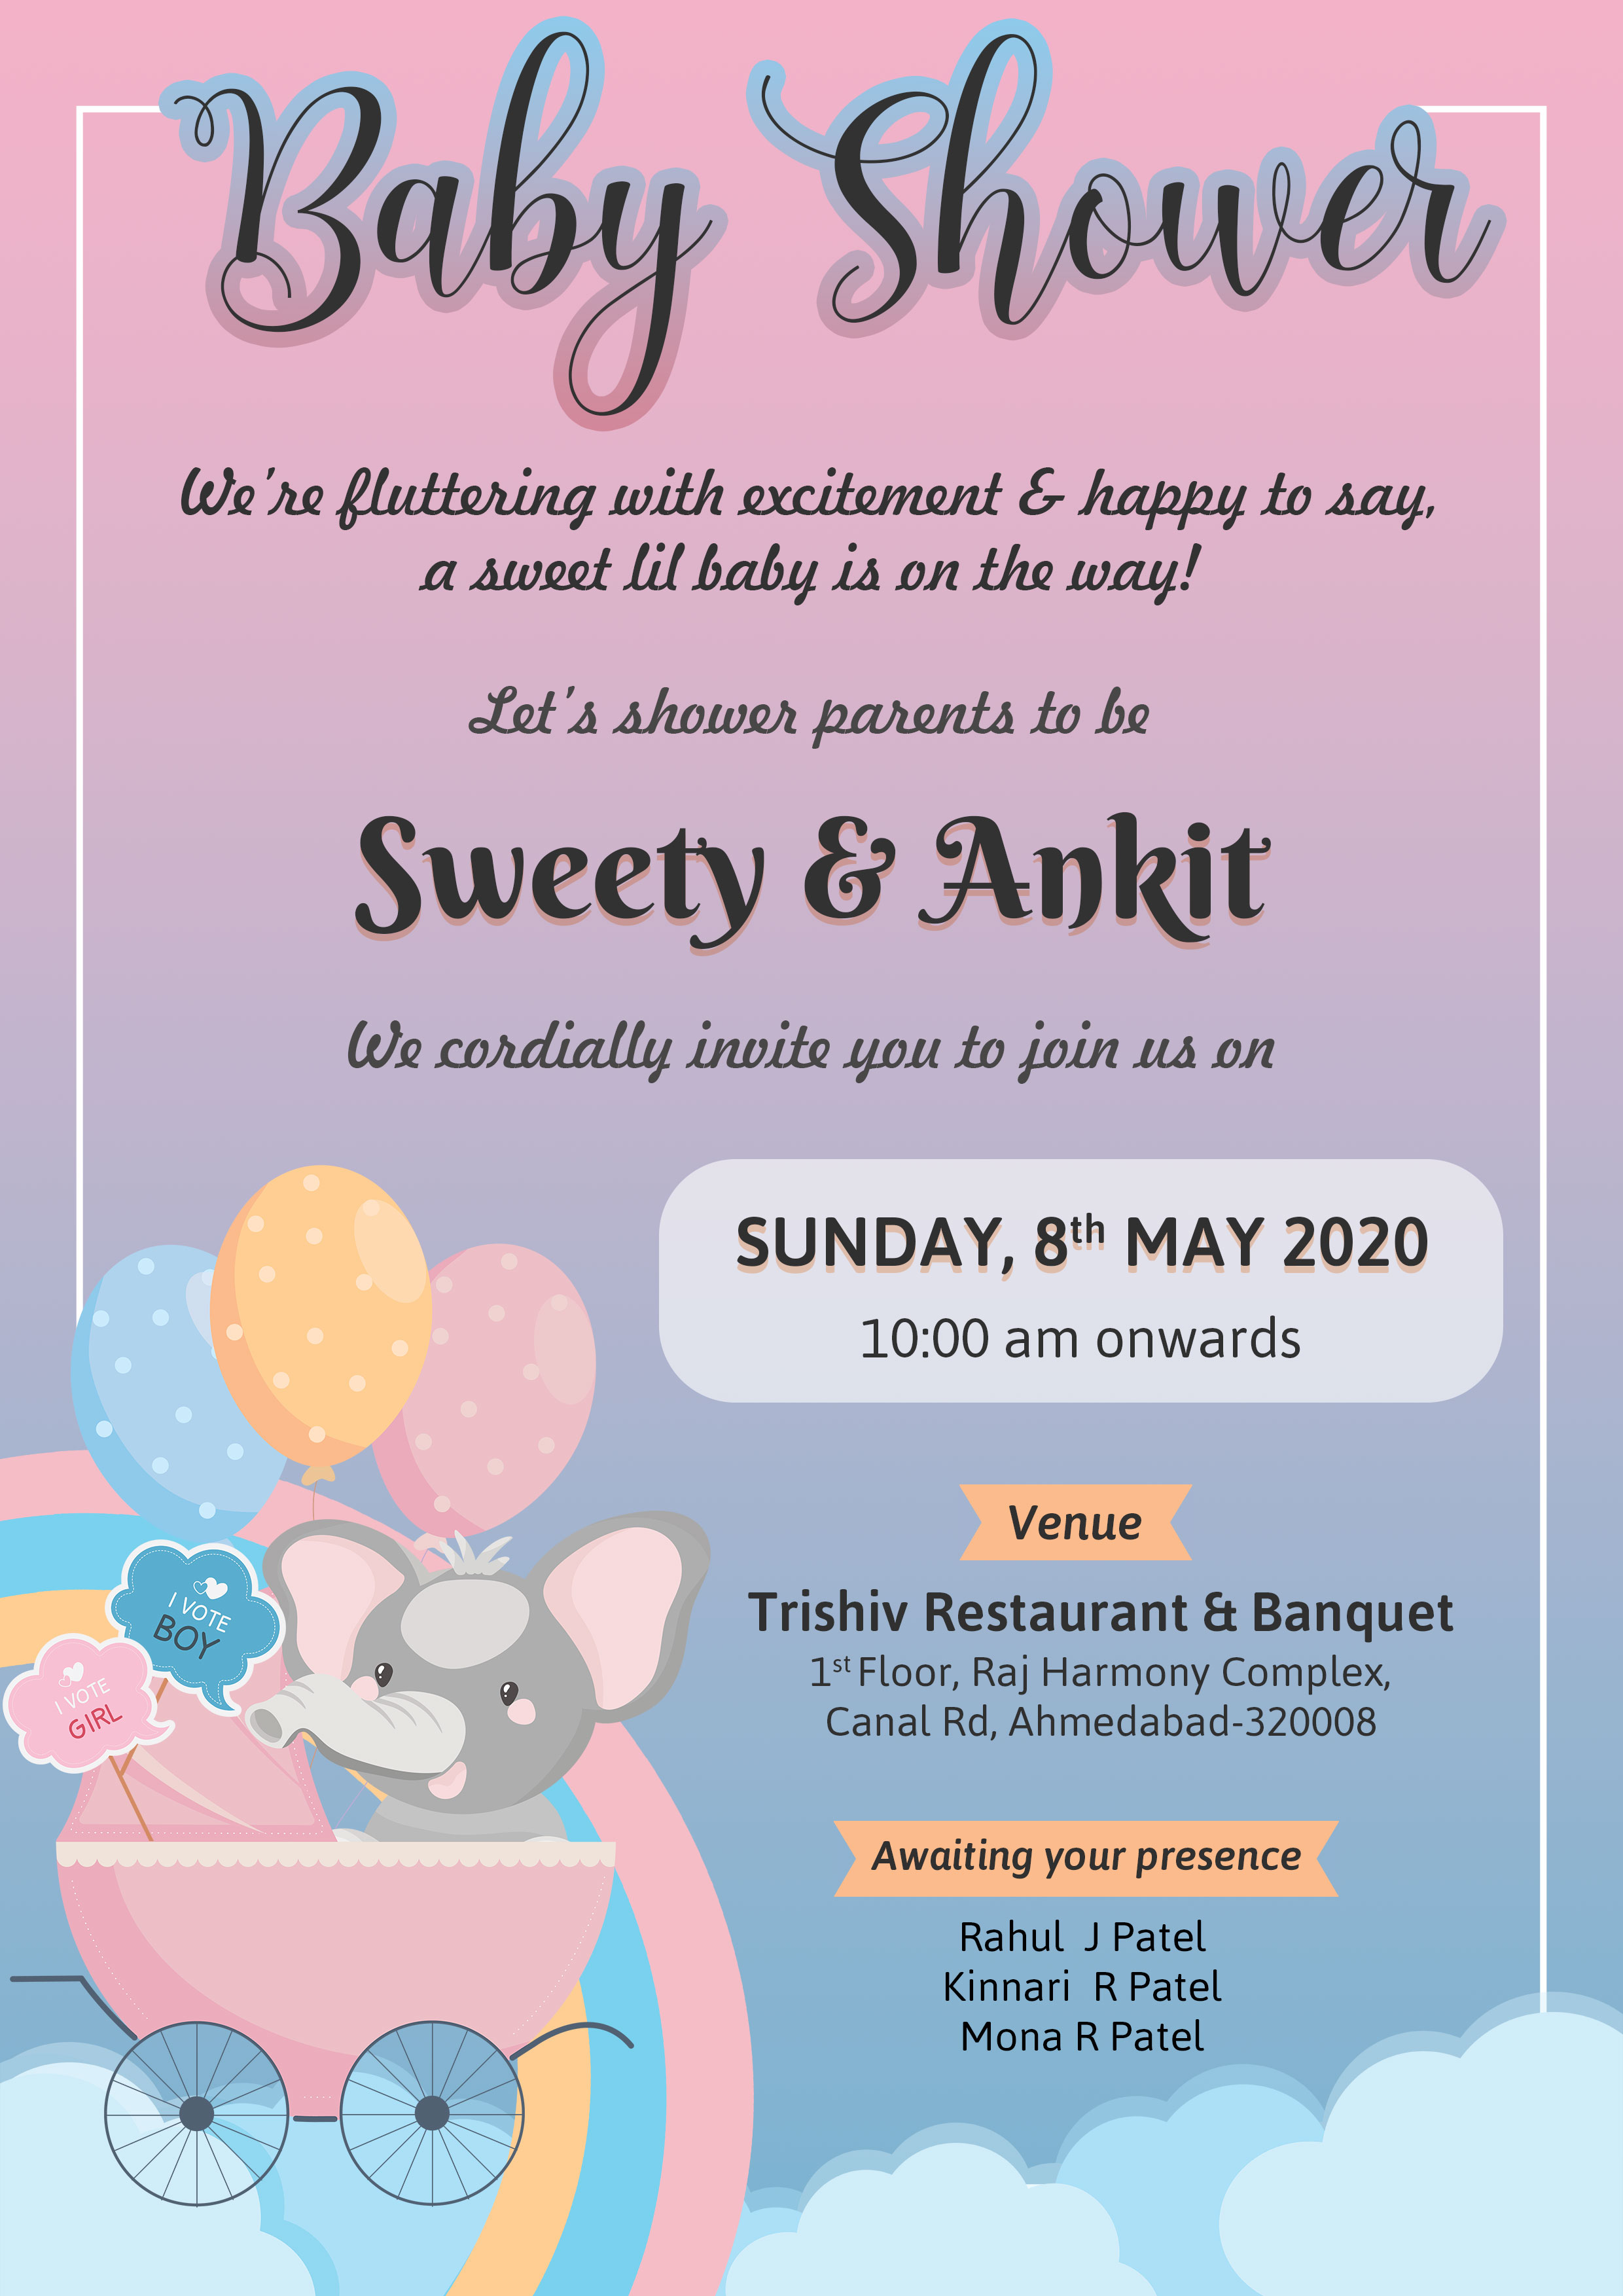 Baby Shower
We're fluttering with excitement & happy to say,
a sweet lil baby is on the way!
Let's shower parents to be
Sweety & Ankit
We cordially invite you to join us on
SUNDAY, 8th MAY 2020
10:00 am onwards
Venue
Trishiv Restaurant & Banquet
1st Floor, Raj Harmony Complex,
Canal Rd, Ahmedabad-320008
I VOTE
BOY
I VOTE
GIRL
Awaiting your presence
Rahul J Patel
Kinnari R Patel
Mona R Patel